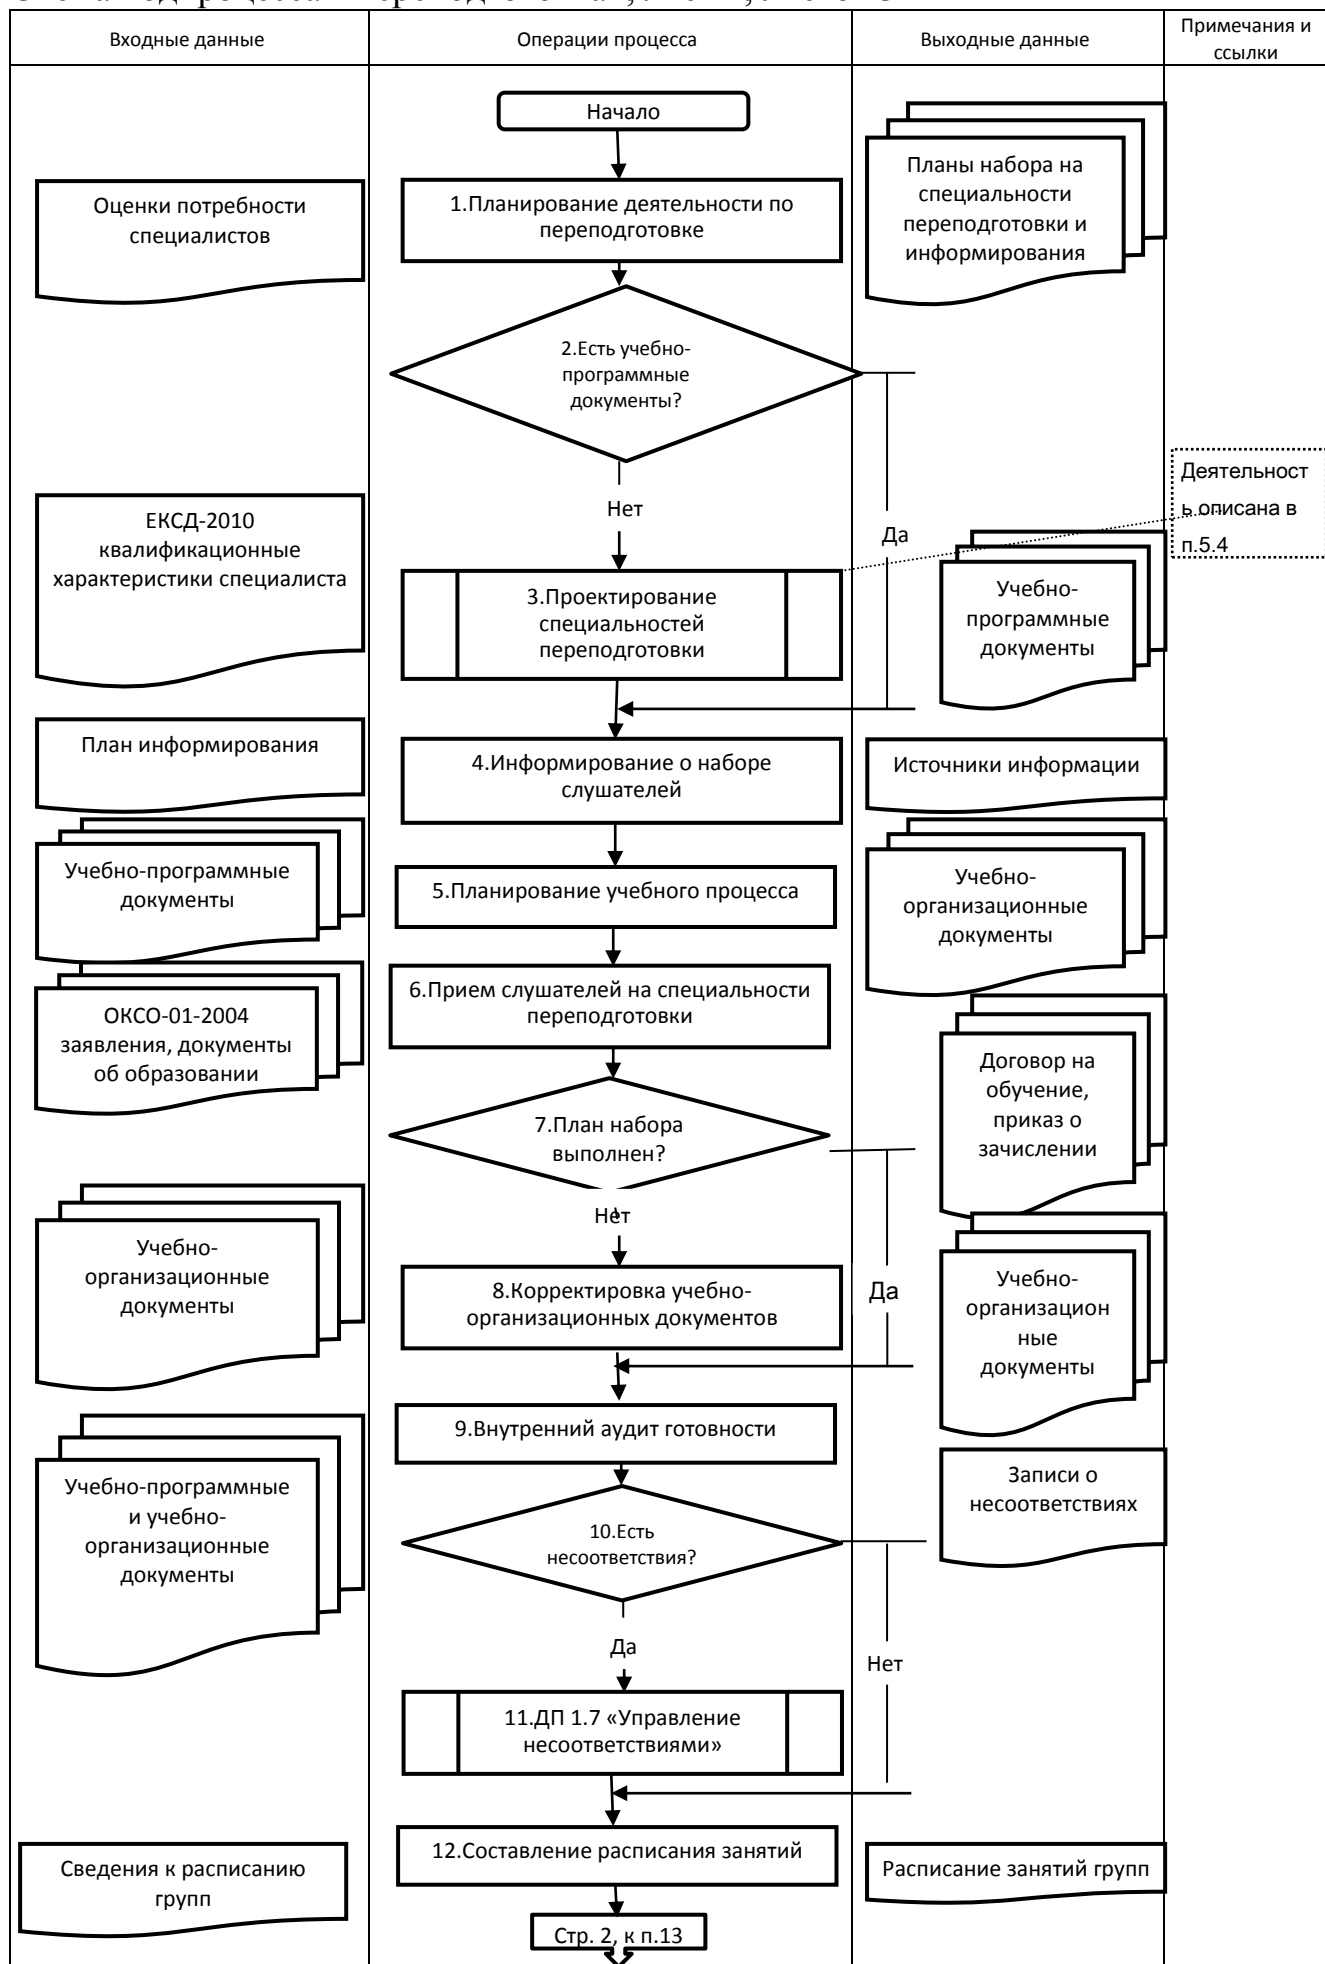 Входные данные
Операции процесса
Выходные данные
Примечания и
ссылки
Начало
Планы набора на
специальности
переподготовки и
информирования
Оценки потребности
специалистов
1.Планирование деятельности по
переподготовке
2.Есть учебно-
программные
документы?
Деятельност
ь описана в
п.5.4
Нет
Да
ЕКСД-2010
квалификационные
характеристики специалиста
3.Проектирование
специальностей
переподготовки
Учебно-
программные
документы
План информирования
4.Информирование о наборе
слушателей
Источники информации
Учебно-программные
документы
5.Планирование учебного процесса
Учебно-
организационные
документы
ОКСО-01-2004
заявления, документы
об образовании
6.Прием слушателей на специальности
переподготовки
Договор на
обучение,
приказ о
зачислении
7.План набора
выполнен?
Нет
Да
Учебно-
организационные
документы
8.Корректировка учебно-
организационных документов
Учебно-
организацион
ные
документы
9.Внутренний аудит готовности
Учебно-программные
и учебно-
организационные
документы
10.Есть
несоответствия?
Записи о
несоответствиях
Да
Нет
11.ДП 1.7 «Управление
несоответствиями»
12.Составление расписания занятий
Сведения к расписанию
групп
Расписание занятий групп
Стр. 2, к п.13